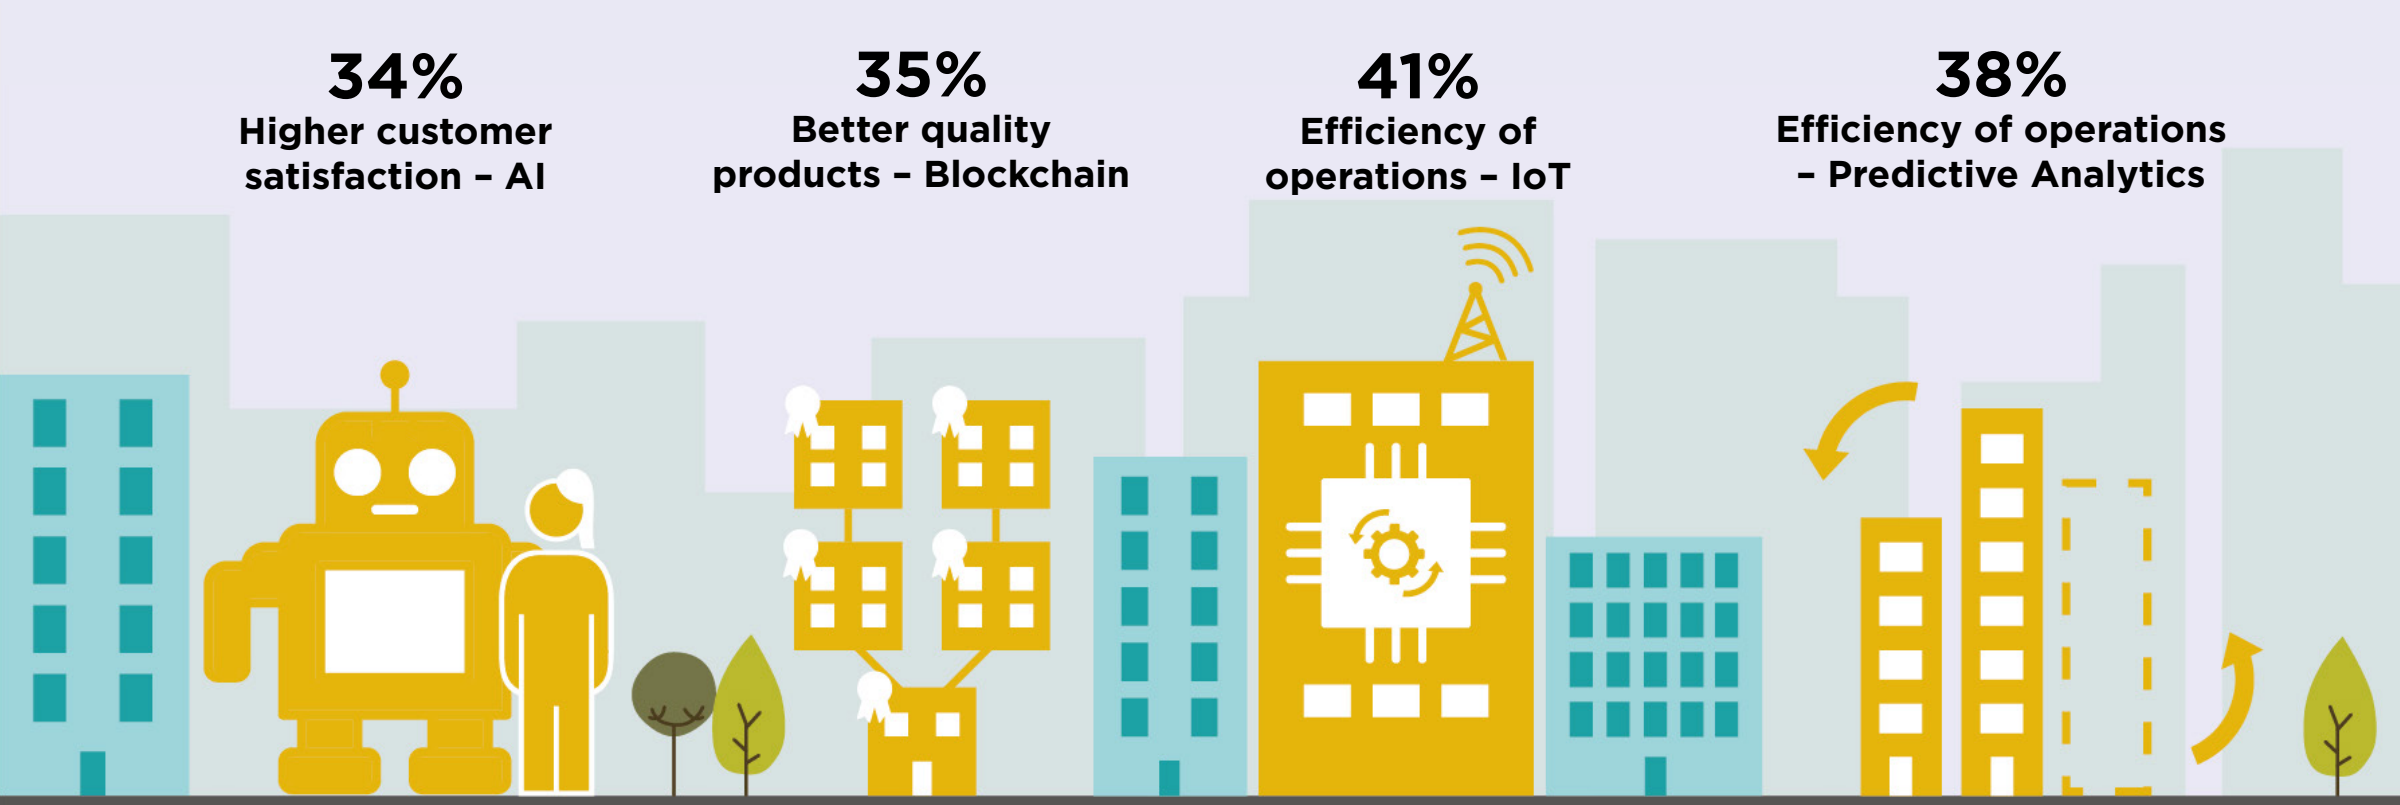 34%
Higher customer
satisfaction – AI
35%
Better quality
products – Blockchain
41%
Efficiency of
operations – IoT
38%
Efficiency of operations
– Predictive Analytics